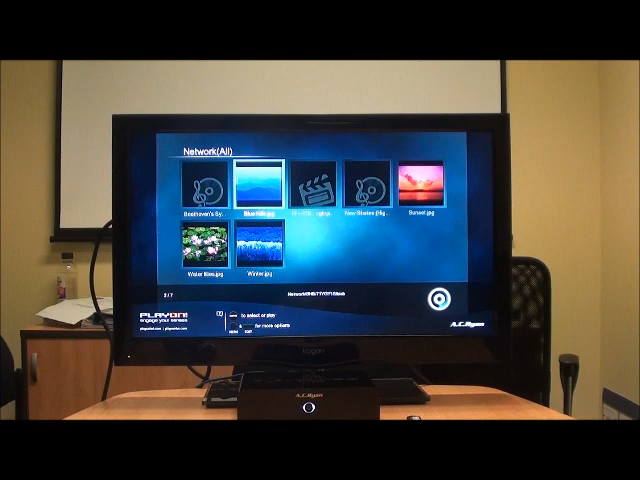 Network(All)
Beethoven's Sy...
Blue hills.jpg
New Stories (Hig...
Sunset.jpg
Water lilies.jpg
Winter.jpg
2 / 7
PLAYON!
engage your senses
to select or play
& for more options
A.C.Ryan
kogan
A.C.Ryan